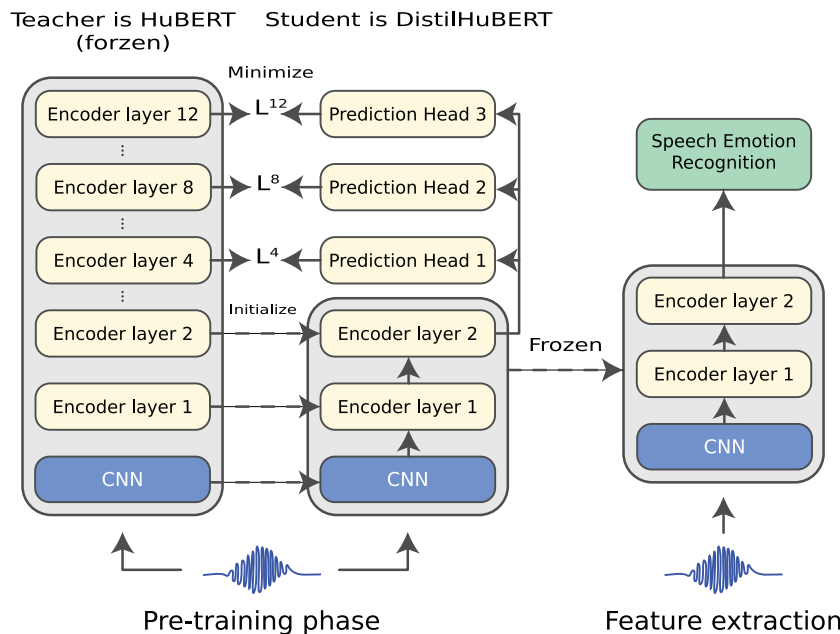 Teacher is HuBERT
(forzen)
Student is DistilHuBERT
Minimize
Encoder layer 12
L¹²
Prediction Head 3
Encoder layer 8
L⁸
Prediction Head 2
Encoder layer 4
L⁴
Prediction Head 1
Initialize
Encoder layer 2
Encoder layer 2
Encoder layer 1
Encoder layer 1
CNN
CNN
Frozen
Speech Emotion
Recognition
Encoder layer 2
Encoder layer 1
CNN
Pre-training phase
Feature extraction